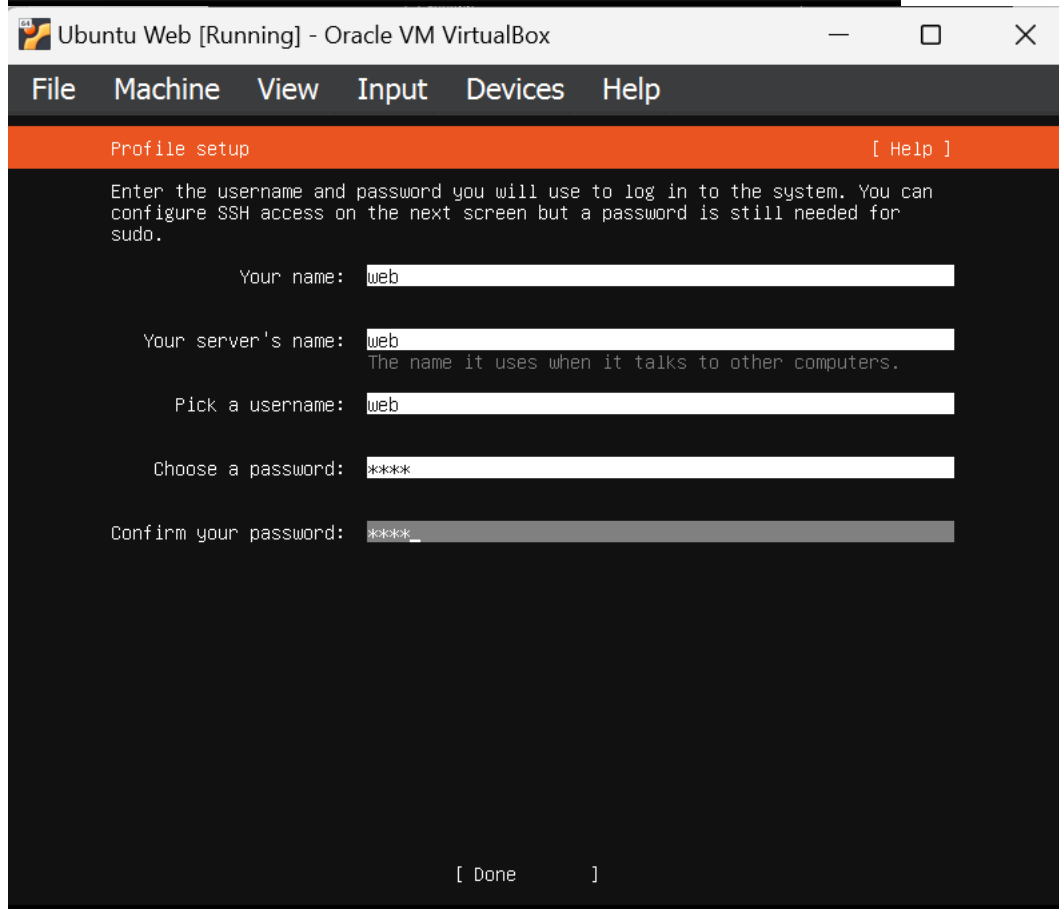 64
Ubuntu Web [Running] - Oracle VM VirtualBox
File Machine View Input Devices Help
Profile setup [ Help ]
Enter the username and password you will use to log in to the system. You can
configure SSH access on the next screen but a password is still needed for
sudo.
Your name: web
Your server's name: web
The name it uses when it talks to other computers.
Pick a username: web
Choose a password: ****
Confirm your password: ****_
[ Done ]